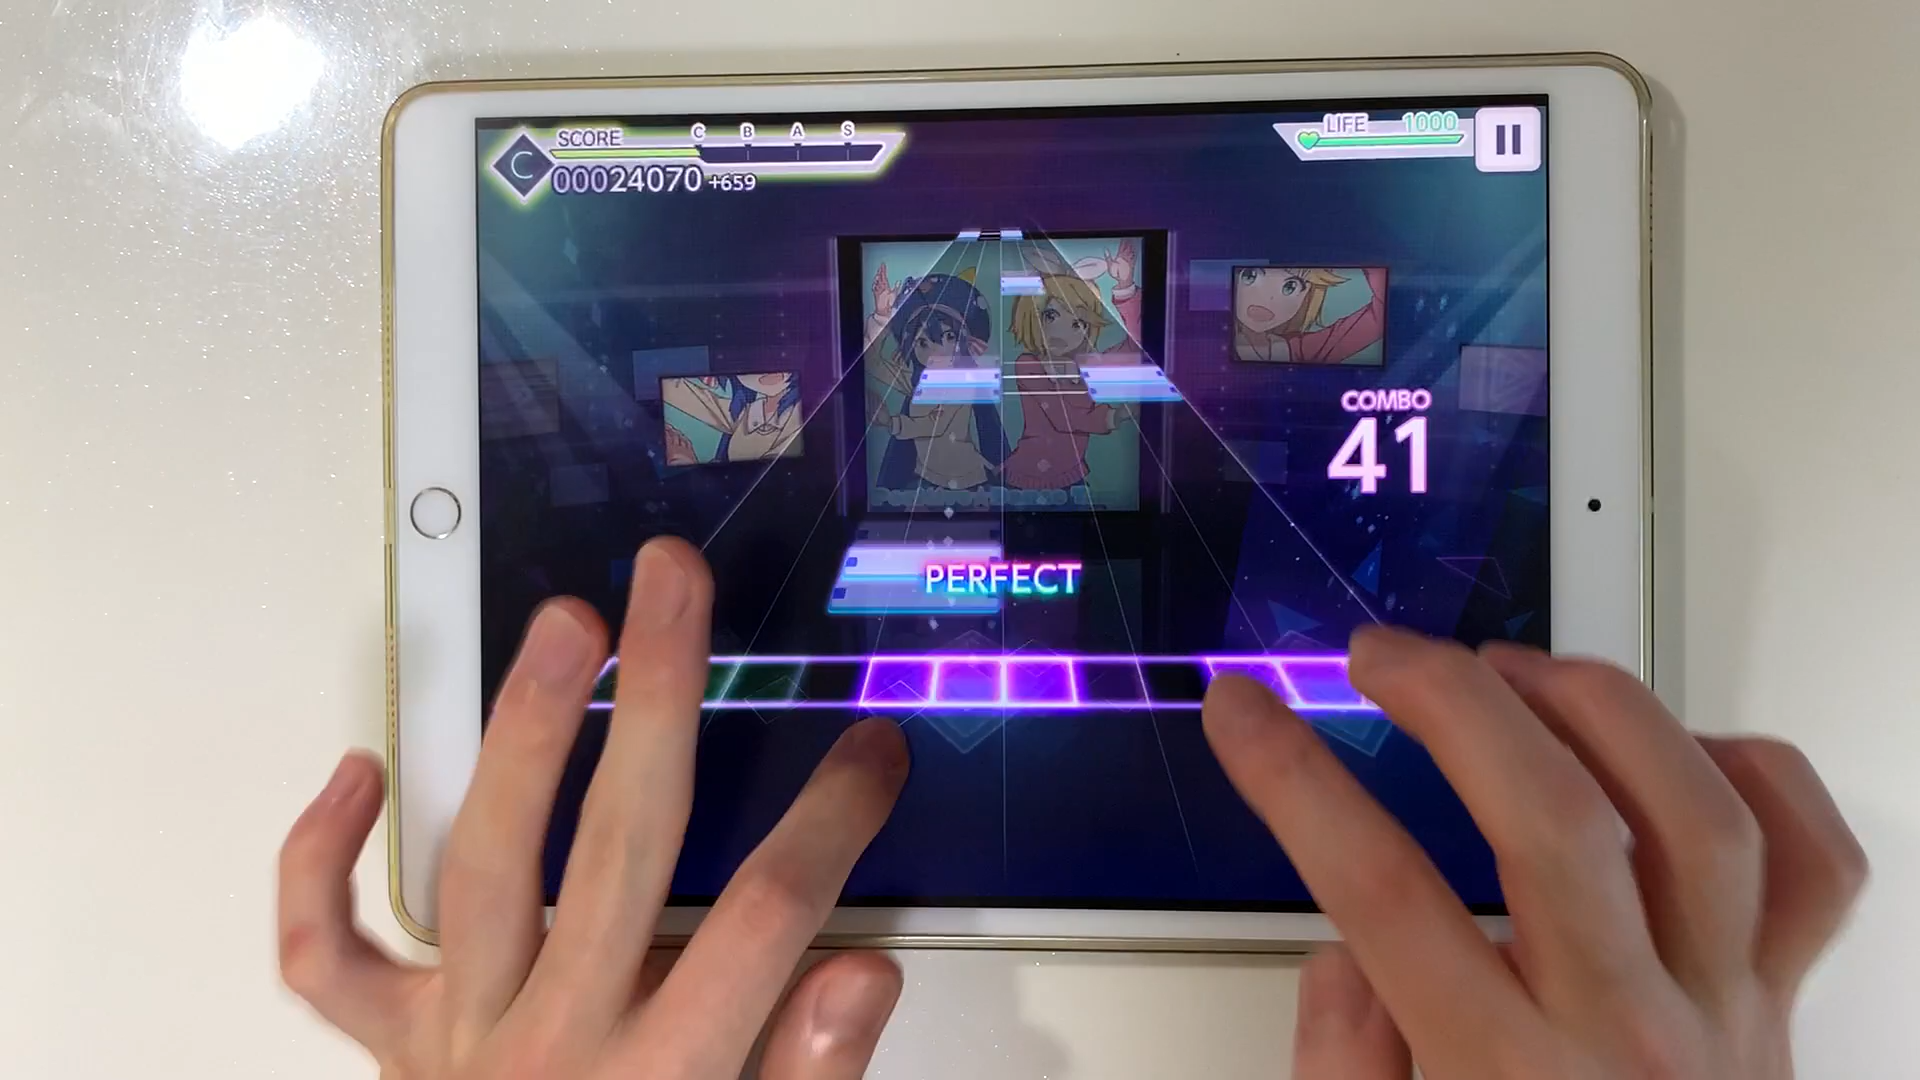 SCORE
C B A S
C
00024070 +659
LIFE 1000
COMBO
41
PERFECT